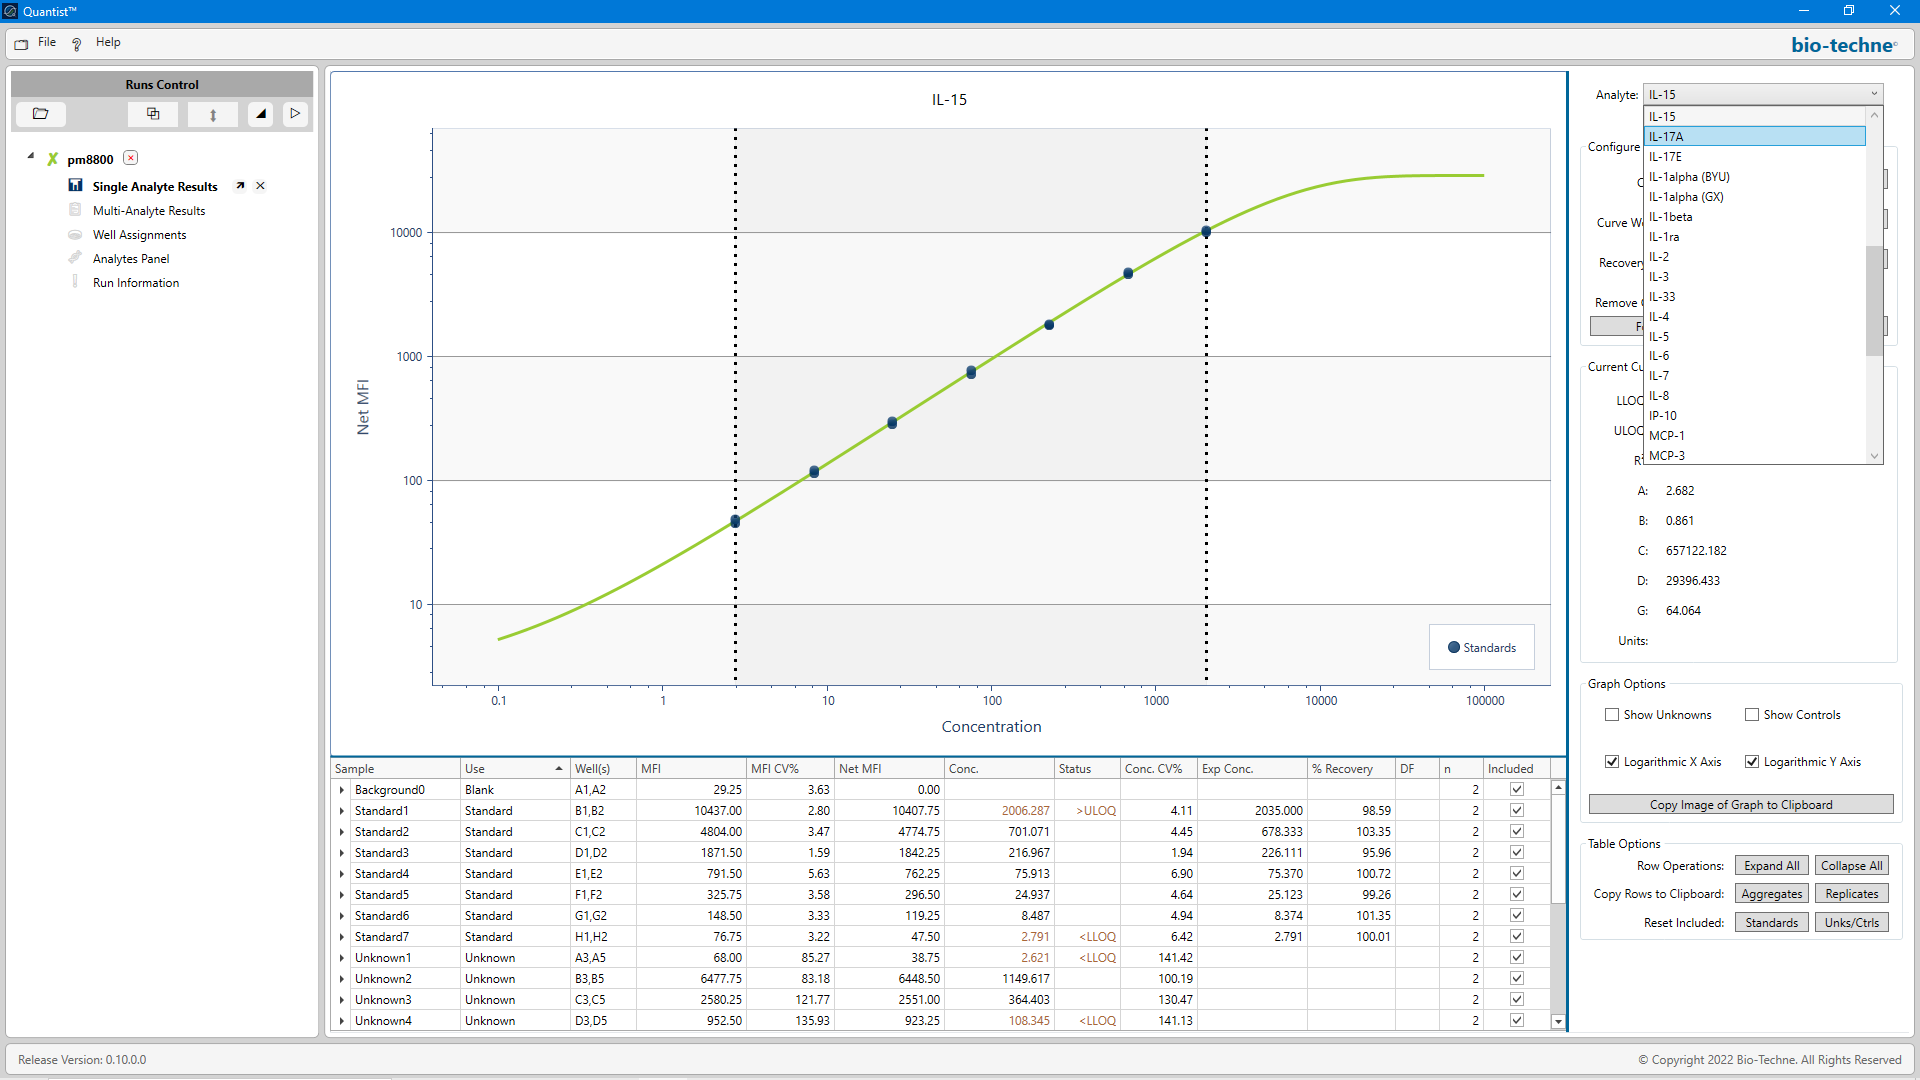 Quantist™
File
Help
bio-techne
Runs Control
pm8800
Single Analyte Results
Multi-Analyte Results
Well Assignments
Analytes Panel
Run Information
IL-15
Net MFI
10000
1000
100
10
0.1 1 10 100 1000 10000 100000
Concentration
Standards
Analyte: IL-15
IL-15
IL-17A
IL-17E
IL-1alpha (BYU)
IL-1alpha (GX)
IL-1beta
IL-1ra
IL-2
IL-3
IL-33
IL-4
IL-5
IL-6
IL-7
IL-8
IP-10
MCP-1
MCP-3
Configure
Recovery
Remove
LLOQ
ULOQ
A: 2.682
B: 0.861
C: 657122.182
D: 29396.433
G: 64.064
Units:
Graph Options
Show Unknowns Show Controls
Logarithmic X Axis Logarithmic Y Axis
Copy Image of Graph to Clipboard
Table Options
Row Operations: Expand All Collapse All
Copy Rows to Clipboard: Aggregates Replicates
Reset Included: Standards Unks/Ctrls
Sample Use Well(s) MFI MFI CV% Net MFI Conc. Status Conc. CV% Exp Conc. % Recovery DF n Included
Background0 Blank A1,A2 29.25 3.63 0.00 2
Standard1 Standard B1,B2 10437.00 2.80 10407.75 2006.287 >ULOQ 4.11 2035.000 98.59 2
Standard2 Standard C1,C2 4804.00 3.47 4774.75 701.071 4.45 678.333 103.35 2
Standard3 Standard D1,D2 1871.50 1.59 1842.25 216.967 1.94 226.111 95.96 2
Standard4 Standard E1,E2 791.50 5.63 762.25 75.913 6.90 75.370 100.72 2
Standard5 Standard F1,F2 325.75 3.58 296.50 24.937 4.64 25.123 99.26 2
Standard6 Standard G1,G2 148.50 3.33 119.25 8.487 4.94 8.374 101.35 2
Standard7 Standard H1,H2 76.75 3.22 47.50 2.791 <LLOQ 6.42 2.791 100.01 2
Unknown1 Unknown A3,A5 68.00 85.27 38.75 2.621 <LLOQ 141.42 2
Unknown2 Unknown B3,B5 6477.75 83.18 6448.50 1149.617 100.19 2
Unknown3 Unknown C3,C5 2580.25 121.77 2551.00 364.403 130.47 2
Unknown4 Unknown D3,D5 952.50 135.93 923.25 108.345 <LLOQ 141.13 2
Release Version: 0.10.0.0
© Copyright 2022 Bio-Techne. All Rights Reserved